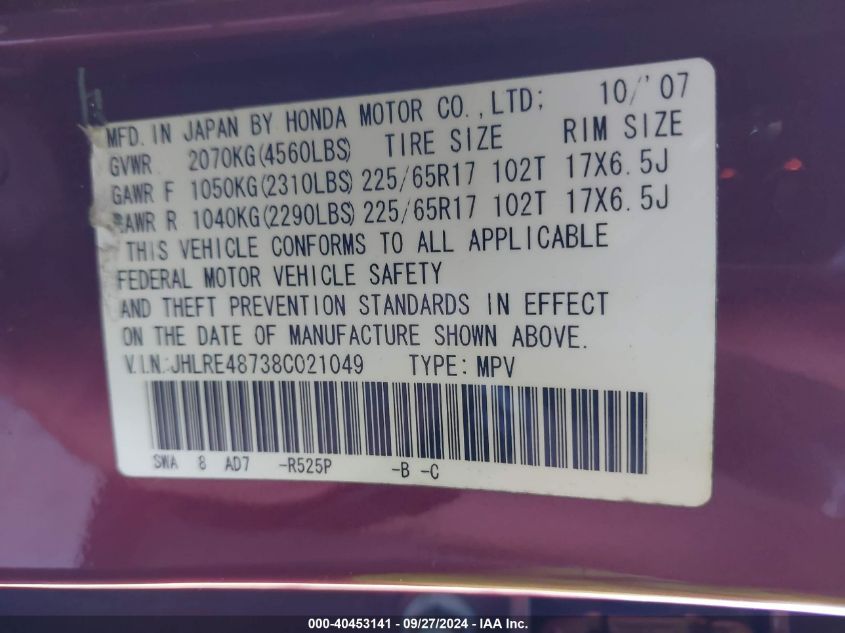 MFD. IN JAPAN BY HONDA MOTOR CO., LTD; 10/'07
GVWR 2070KG(4560LBS) TIRE SIZE RIM SIZE
GAWR F 1050KG(2310LBS) 225/65R17 102T 17X6.5J
GAWR R 1040KG(2290LBS) 225/65R17 102T 17X6.5J
THIS VEHICLE CONFORMS TO ALL APPLICABLE
FEDERAL MOTOR VEHICLE SAFETY
AND THEFT PREVENTION STANDARDS IN EFFECT
ON THE DATE OF MANUFACTURE SHOWN ABOVE.
V.I.N.:JHLRE48738C021049 TYPE: MPV
SWA 8 AD7 -R525P -B -C
000-40453141 — 09/27/2024 — IAA Inc.